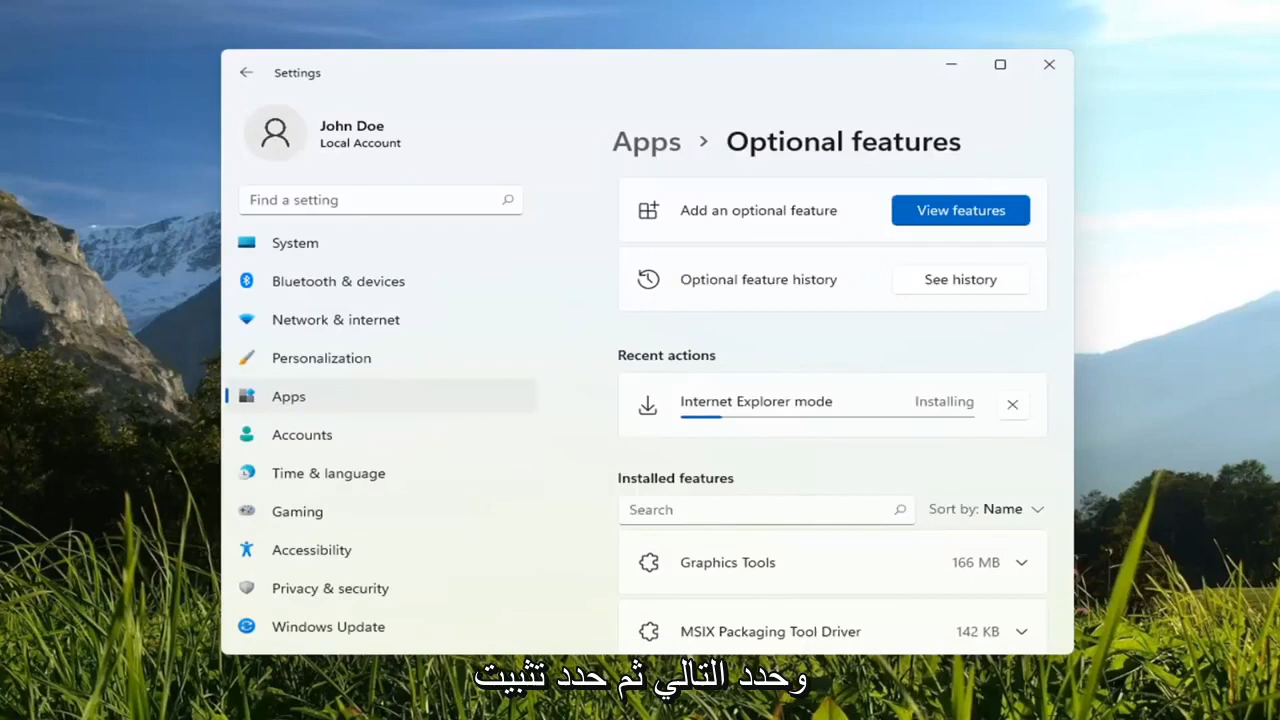 Settings
John Doe
Local Account
Find a setting
System
Bluetooth & devices
Network & internet
Personalization
Apps
Accounts
Time & language
Gaming
Accessibility
Privacy & security
Windows Update
Apps > Optional features
Add an optional feature View features
Optional feature history See history
Recent actions
Internet Explorer mode Installing
Installed features
Search Sort by: Name
Graphics Tools 166 MB
MSIX Packaging Tool Driver 142 KB
وحدد التالي ثم حدد تثبيت